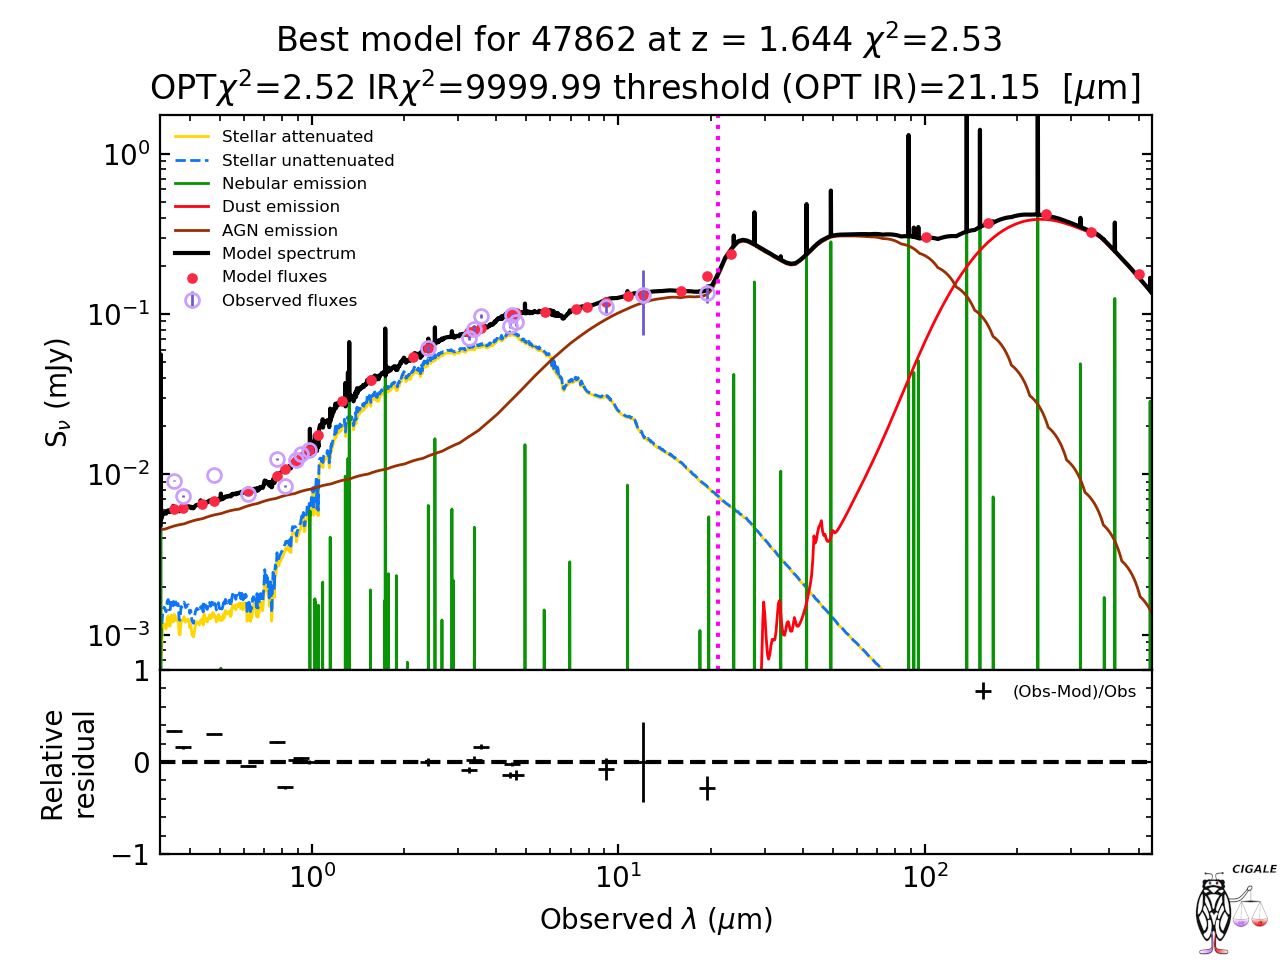 Best model for 47862 at z = 1.644 χ²=2.53
OPTχ²=2.52 IRχ²=9999.99 threshold (OPT IR)=21.15 [μm]
Stellar attenuated
Stellar unattenuated
Nebular emission
Dust emission
AGN emission
Model spectrum
Model fluxes
Observed fluxes
10⁰
10⁻¹
10⁻²
10⁻³
S_ν (mJy)
1
0
−1
Relative
residual
(Obs-Mod)/Obs
10⁰ 10¹ 10²
Observed λ (μm)
CIGALE